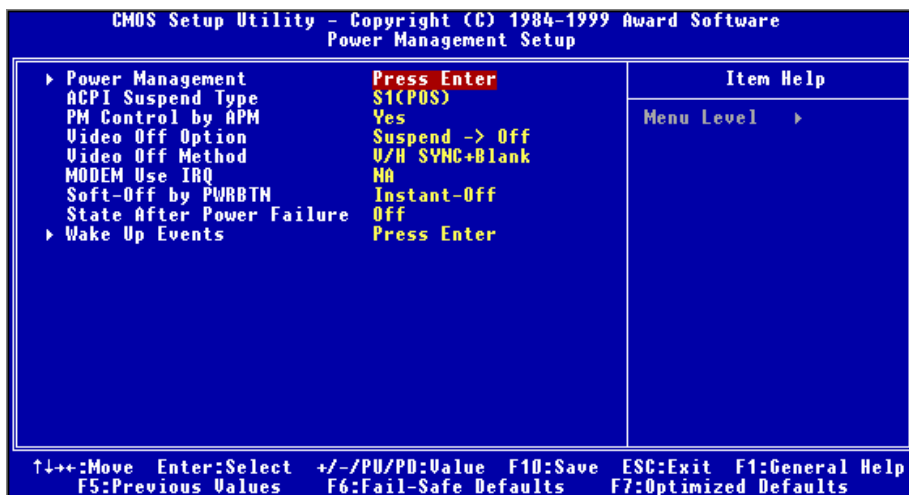 CMOS Setup Utility - Copyright (C) 1984-1999 Award Software
Power Management Setup
▶ Power Management Press Enter
ACPI Suspend Type S1(POS)
PM Control by APM Yes
Video Off Option Suspend -> Off
Video Off Method V/H SYNC+Blank
MODEM Use IRQ NA
Soft-Off by PWRBTN Instant-Off
State After Power Failure Off
▶ Wake Up Events Press Enter
Item Help
Menu Level ▶
↑↓→←:Move Enter:Select +/-/PU/PD:Value F10:Save ESC:Exit F1:General Help
F5:Previous Values F6:Fail-Safe Defaults F7:Optimized Defaults